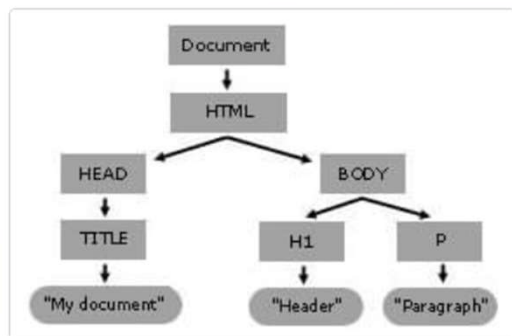 Document
HTML
HEAD
BODY
TITLE
H1
P
"My document"
"Header"
"Paragraph"